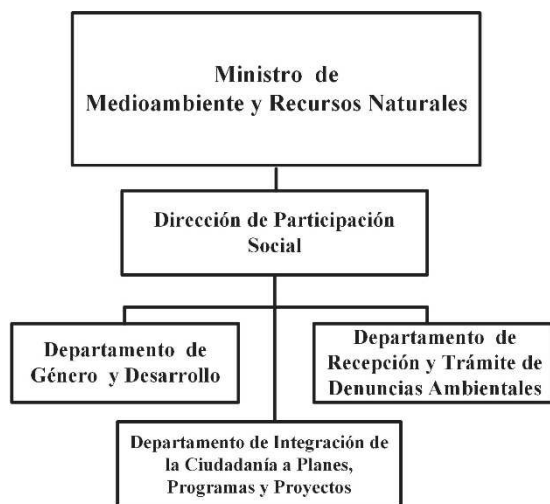 Ministro de
Medioambiente y Recursos Naturales
Dirección de Participación
Social
Departamento de
Género y Desarrollo
Departamento de
Recepción y Trámite de
Denuncias Ambientales
Departamento de Integración de
la Ciudadanía a Planes,
Programas y Proyectos